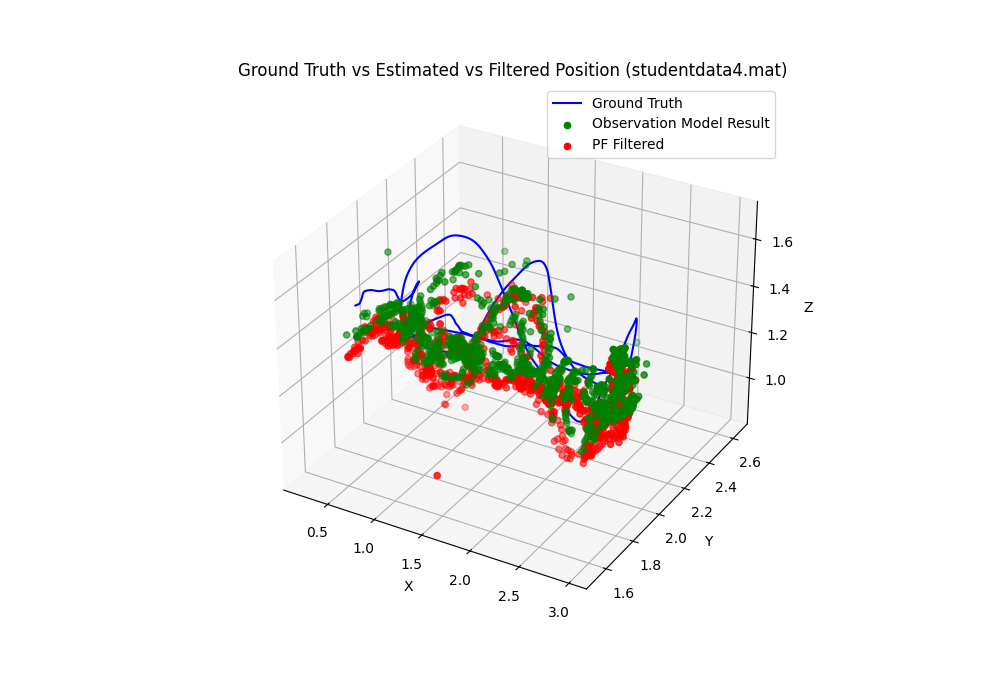 Ground Truth vs Estimated vs Filtered Position (studentdata4.mat)
Ground Truth
Observation Model Result
PF Filtered
1.6
1.4
Z
1.2
1.0
2.6
2.4
2.2
2.0
Y
1.8
1.6
0.5
1.0
1.5
X
2.0
2.5
3.0